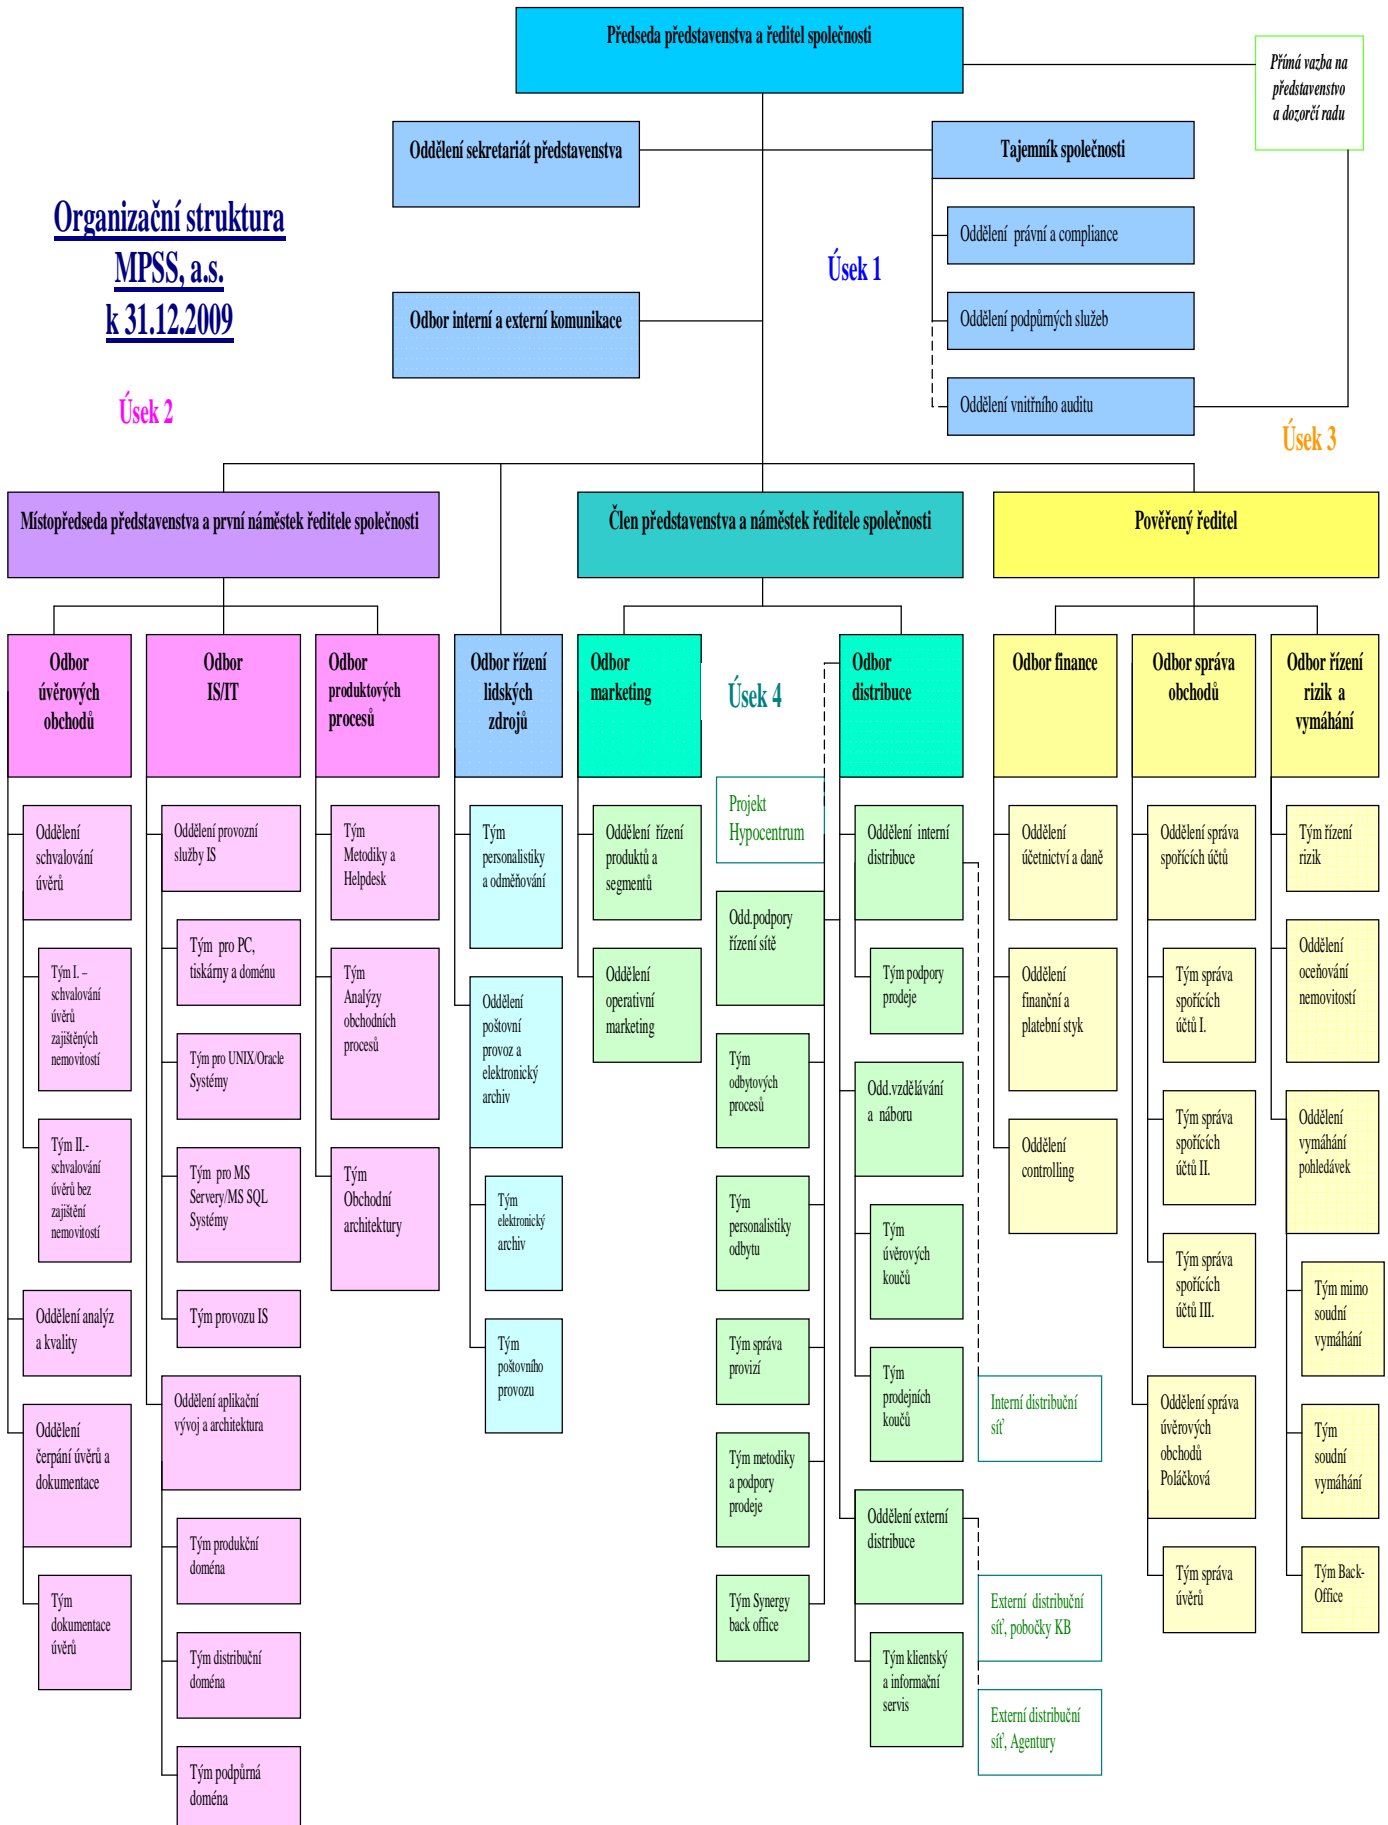 Předseda představenstva a ředitel společnosti
Přímá vazba na
představenstvo
a dozorčí radu
Oddělení sekretariát představenstva
Tajemník společnosti
Organizační struktura
MPSS, a.s.
k 31.12.2009
Oddělení  právní a compliance
Úsek 1
Odbor interní a externí komunikace
Oddělení podpůrných služeb
Úsek 2
Oddělení vnitřního auditu
Úsek 3
Místopředseda představenstva a první náměstek ředitele společnosti
Člen představenstva a náměstek ředitele společnosti
Pověřený ředitel
Odbor
úvěrových
obchodů
Odbor
IS/IT
Odbor
produktových
procesů
Odbor řízení
lidských
zdrojů
Odbor
marketing
Úsek 4
Odbor
distribuce
Odbor finance
Odbor správa
obchodů
Odbor řízení
rizik  a
vymáhání
Oddělení
schvalování
úvěrů
Tým I. –
schvalování
úvěrů
zajištěných
nemovitostí
Tým II.-
schvalování
úvěrů bez
zajištění
nemovitostí
Oddělení analýz
a kvality
Oddělení
čerpání úvěrů a
dokumentace
Tým
dokumentace
úvěrů
Oddělení provozní
služby IS
Tým  pro PC,
tiskárny a doménu
Tým pro UNIX/Oracle
Systémy
Tým  pro MS
Servery/MS SQL
Systémy
Tým provozu IS
Oddělení aplikační
vývoj a architektura
Tým produkční
doména
Tým distribuční
doména
Tým podpůrná
doména
Tým
Metodiky a
Helpdesk
Tým
Analýzy
obchodních
procesů
Tým
Obchodní
architektury
Tým
personalistiky
a odměňování
Oddělení
poštovní
provoz a
elektronický
archiv
Tým
elektronický
archiv
Tým
poštovního
provozu
Oddělení  řízení
produktů a
segmentů
Oddělení
operativní
marketing
Projekt
Hypocentrum
Odd.podpory
řízení sítě
Tým
odbytových
procesů
Tým
personalistiky
odbytu
Tým správa
provizí
Tým metodiky
a podpory
prodeje
Tým Synergy
back office
Oddělení  interní
distribuce
Tým podpory
prodeje
Odd.vzdělávání
a  náboru
Tým
úvěrových
koučů
Tým
prodejních
koučů
Oddělení externí
distribuce
Tým klientský
a informační
servis
Interní distribuční
síť
Externí  distribuční
síť, pobočky KB
Externí distribuční
síť, Agentury
Oddělení
účetnictví a daně
Oddělení
finanční a
platební styk
Oddělení
controlling
Oddělení správa
spořících účtů
Tým správa
spořících
účtů I.
Tým správa
spořících
účtů II.
Tým správa
spořících
účtů III.
Oddělení správa
úvěrových
obchodů
Poláčková
Tým správa
úvěrů
Tým řízení
rizik
Oddělení
oceňování
nemovitostí
Oddělení
vymáhání
pohledávek
Tým mimo
soudní
vymáhání
Tým
soudní
vymáhání
Tým Back-
Office